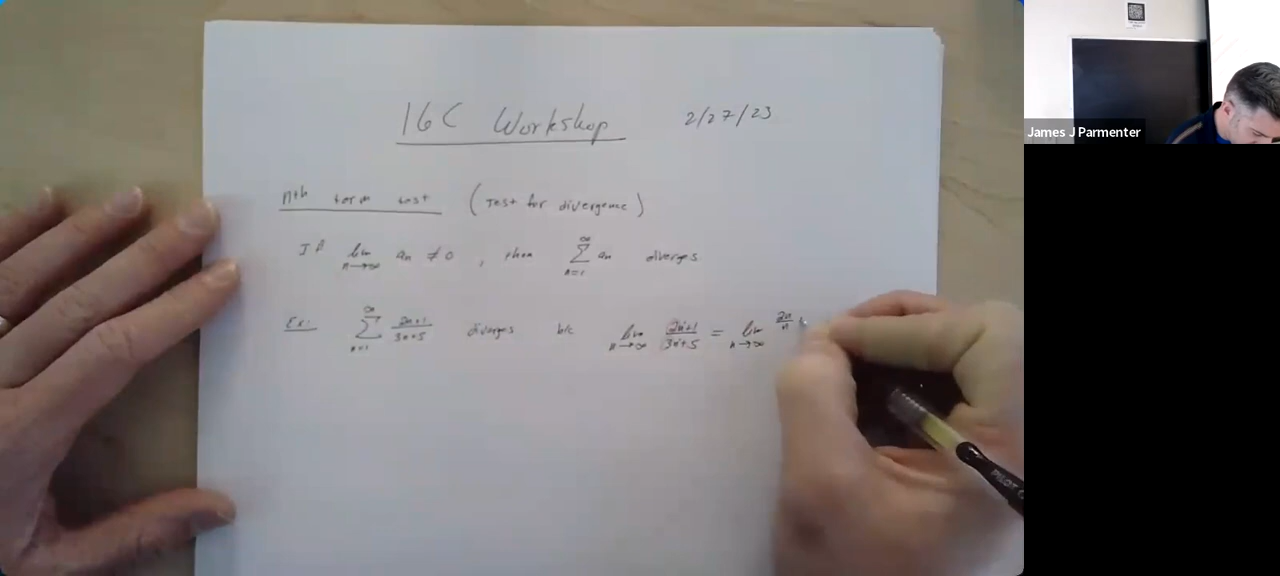 16C Workshop 2/27/23
nth term test (Test for divergence)
If lim n→∞ an ≠ 0, then ∞ Σ n=1 an diverges
Ex: ∞ Σ n=1 (2n+1)/(3n+5) diverges b/c lim n→∞ (2n+1)/(3n+5) = lim n→∞ 2n/n
James J Parmenter
PILOT